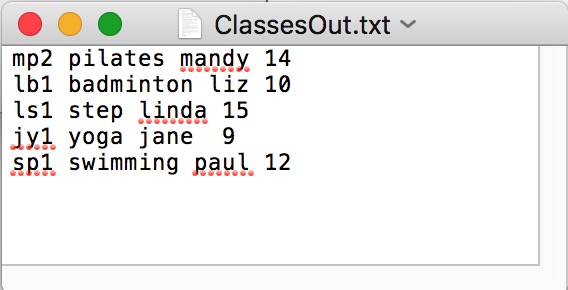 ClassesOut.txt
mp2 pilates mandy 14
lb1 badminton liz 10
ls1 step linda 15
jy1 yoga jane  9
sp1 swimming paul 12